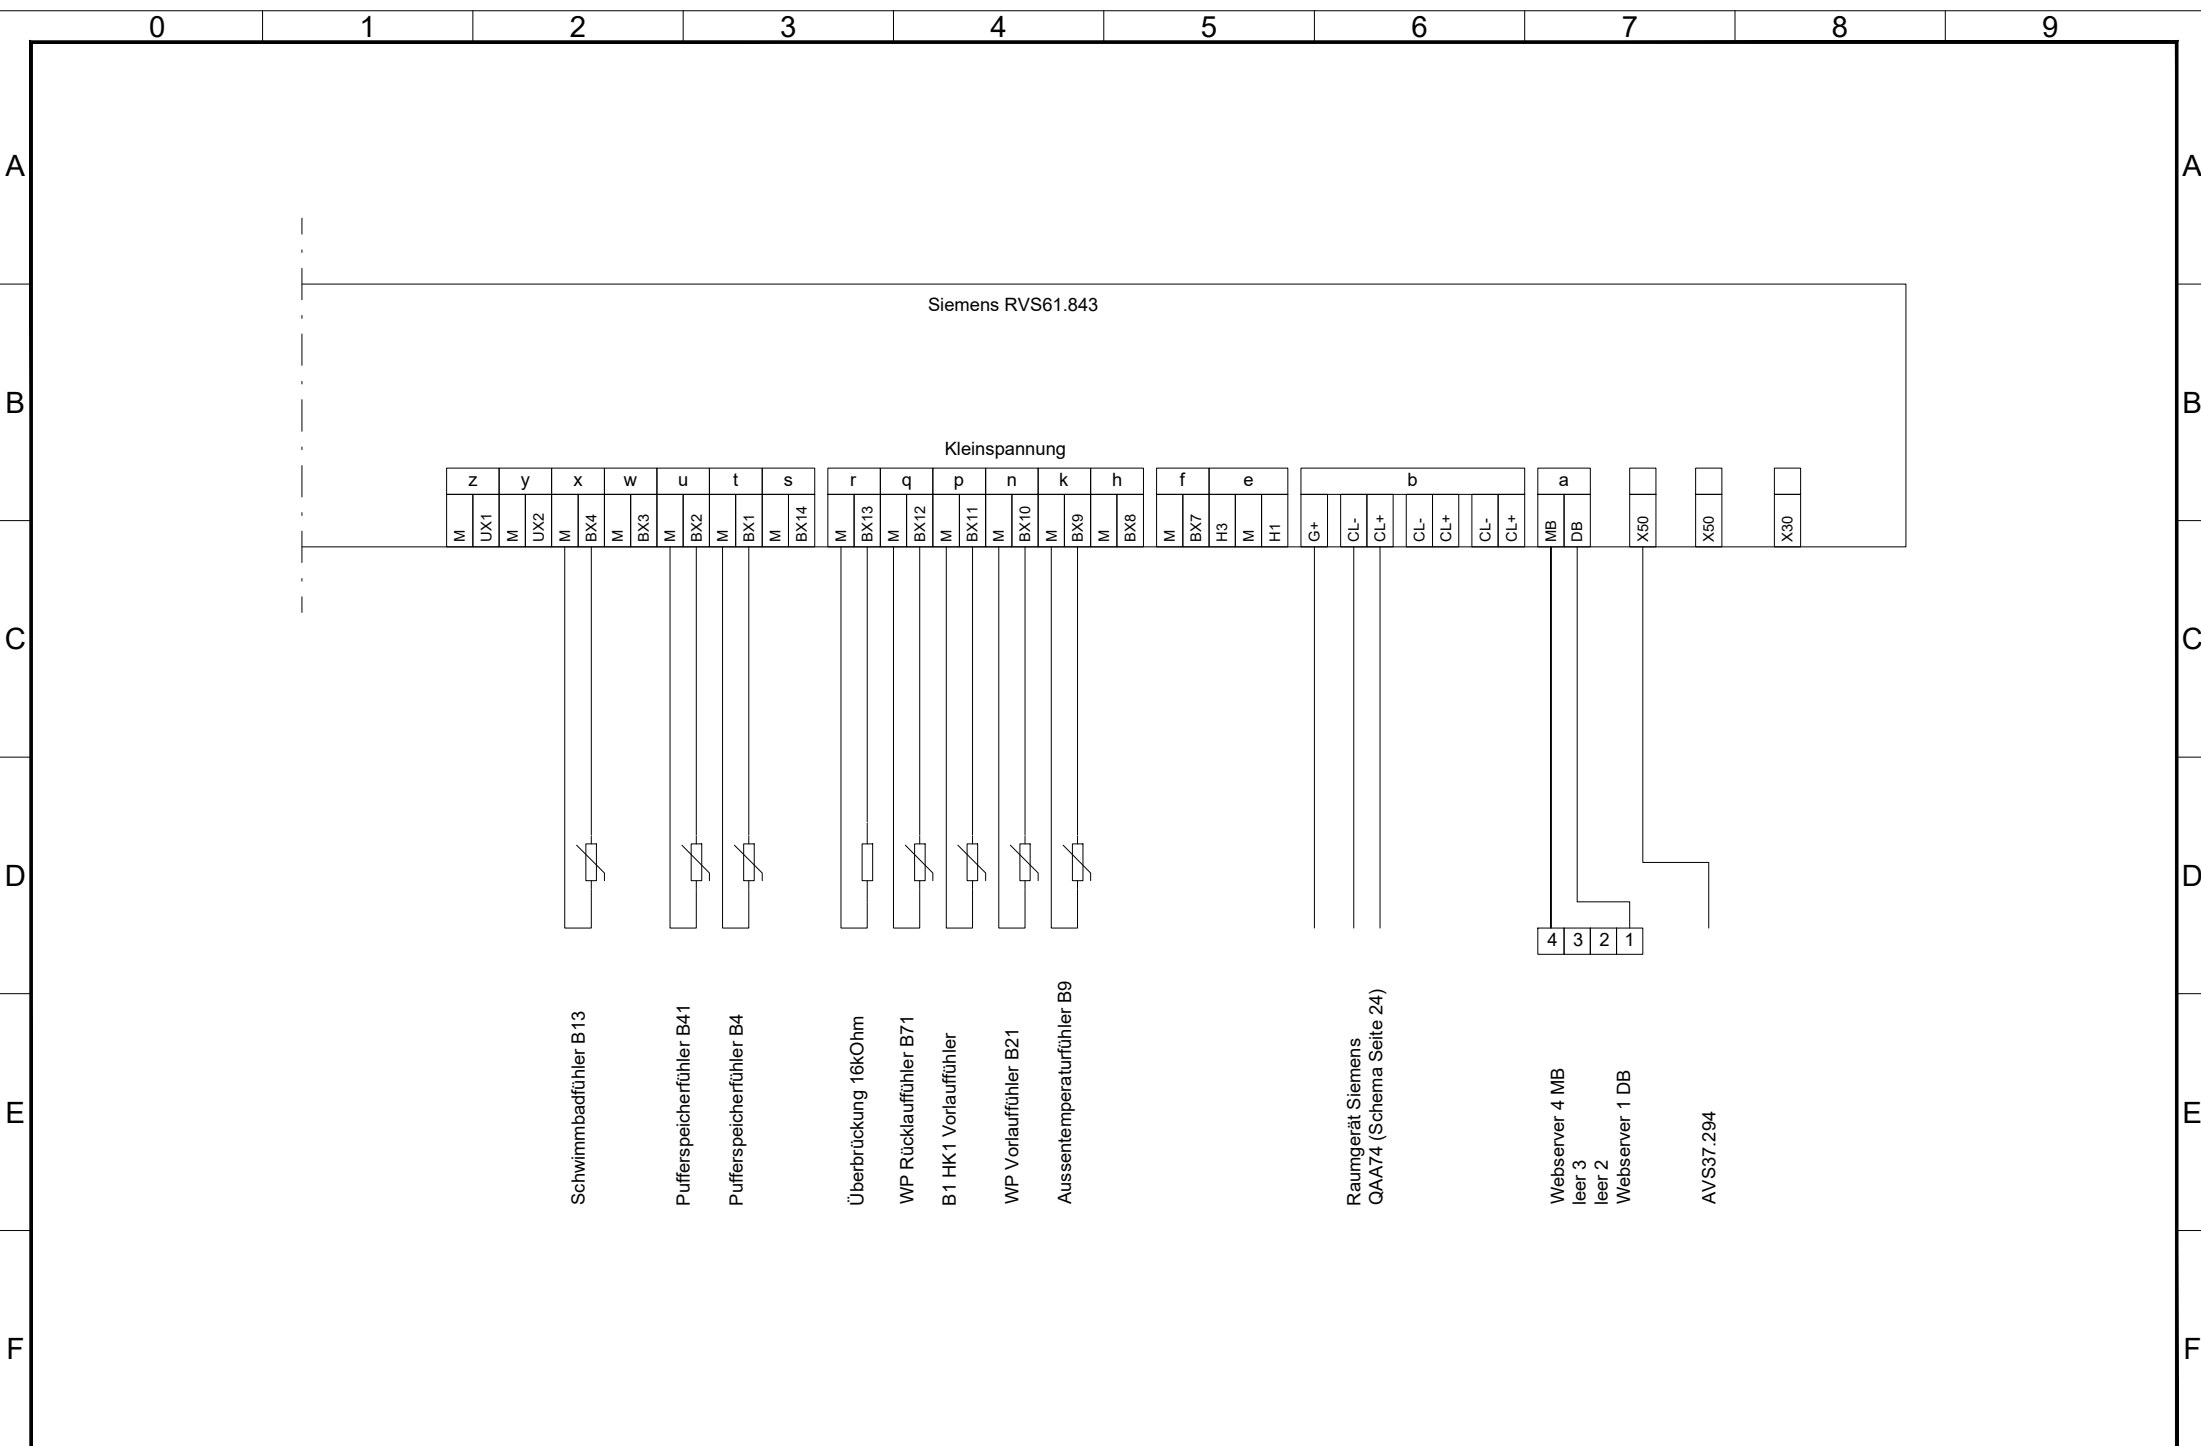 0 1 2 3 4 5 6 7 8 9
A A
Siemens RVS61.843
B B
Kleinspannung
z y x w u t s r q p n k h f e b a
M UX1 M UX2 M BX4 M BX3 M BX2 M BX1 M BX14 M BX13 M BX12 M BX11 M BX10 M BX9 M BX8 M BX7 H3 M H1 G+ CL- CL+ CL- CL+ CL- CL+ MB DB X50 X50 X30
C C
D D
4 3 2 1
Schwimmbadfühler B13
Pufferspeicherfühler B41
Pufferspeicherfühler B4
Überbrückung 16kOhm
WP Rücklauffühler B71
B1 HK1 Vorlauffühler
WP Vorlauffühler B21
Aussentemperaturfühler B9
Raumgerät Siemens
QAA74 (Schema Seite 24)
Webserver 4 MB
leer 3
leer 2
Webserver 1 DB
AVS37.294
E E
F F